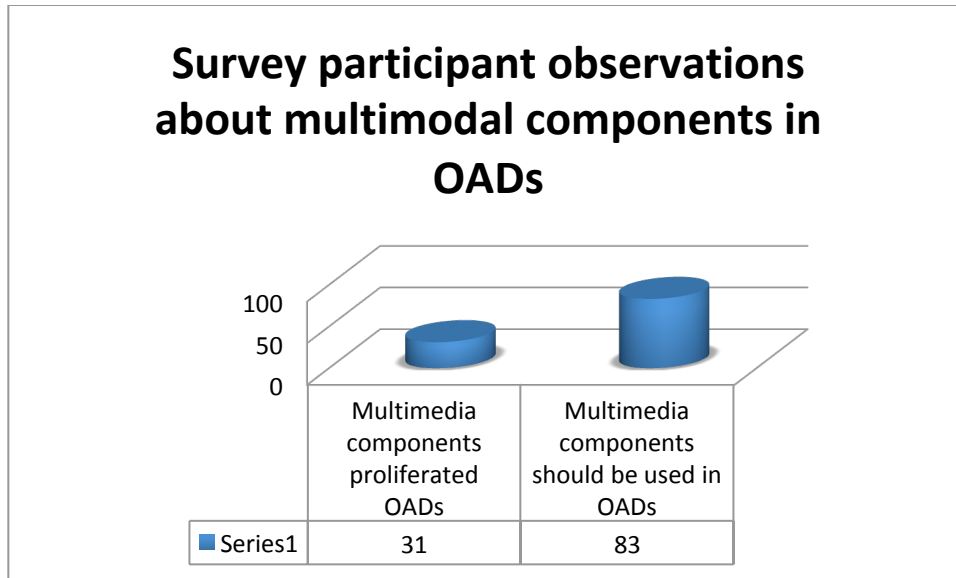 Survey participant observations
about multimodal components in
OADs
100
50
0
Multimedia
components
proliferated
OADs
Multimedia
components
should be used in
OADs
Series1 31 83